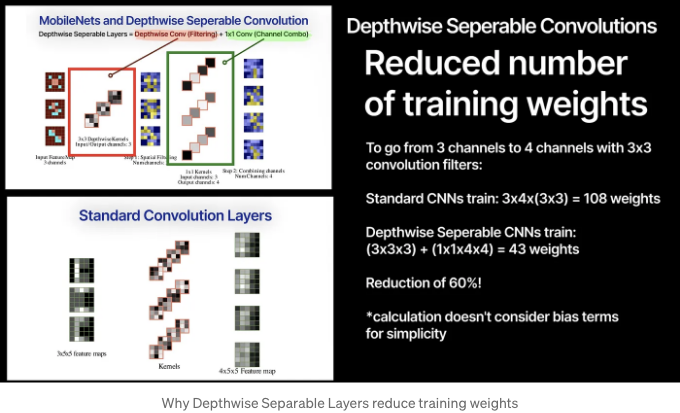 MobileNets and Depthwise Seperable Convolution
Depthwise Seperable Layers = Depthwise Conv (Filtering) + 1x1 Conv (Channel Combo)
Input Feature Map
3 channels
3x3 Depthwise Kernels
Input/Output channels: 3
Step 1: Spatial Filtering
NumChannels: 3
1x1 Kernels
Input channels: 3
Output channels: 4
Step 2: Combining channels
NumChannels: 4
Standard Convolution Layers
3x5x5 feature maps
Kernels
4x5x5 Feature map
Depthwise Seperable Convolutions
Reduced number
of training weights
To go from 3 channels to 4 channels with 3x3
convolution filters:
Standard CNNs train: 3x4x(3x3) = 108 weights
Depthwise Seperable CNNs train:
(3x3x3) + (1x1x4x4) = 43 weights
Reduction of 60%!
*calculation doesn't consider bias terms
for simplicity
Why Depthwise Separable Layers reduce training weights